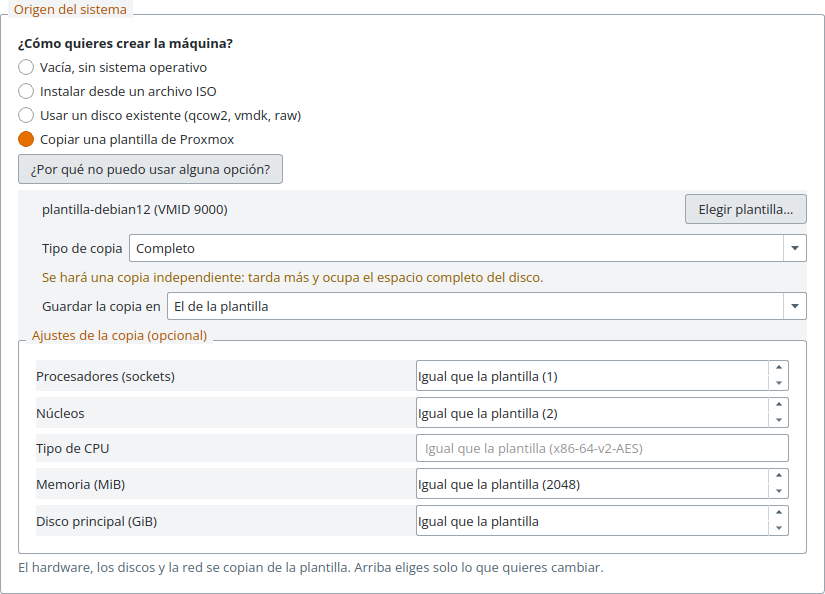 Origen del sistema
¿Cómo quieres crear la máquina?
Vacía, sin sistema operativo
Instalar desde un archivo ISO
Usar un disco existente (qcow2, vmdk, raw)
Copiar una plantilla de Proxmox
¿Por qué no puedo usar alguna opción?
plantilla-debian12 (VMID 9000)
Elegir plantilla...
Tipo de copia
Completo
Se hará una copia independiente: tarda más y ocupa el espacio completo del disco.
Guardar la copia en
El de la plantilla
Ajustes de la copia (opcional)
Procesadores (sockets)
Igual que la plantilla (1)
Núcleos
Igual que la plantilla (2)
Tipo de CPU
Igual que la plantilla (x86-64-v2-AES)
Memoria (MiB)
Igual que la plantilla (2048)
Disco principal (GiB)
Igual que la plantilla
El hardware, los discos y la red se copian de la plantilla. Arriba eliges solo lo que quieres cambiar.